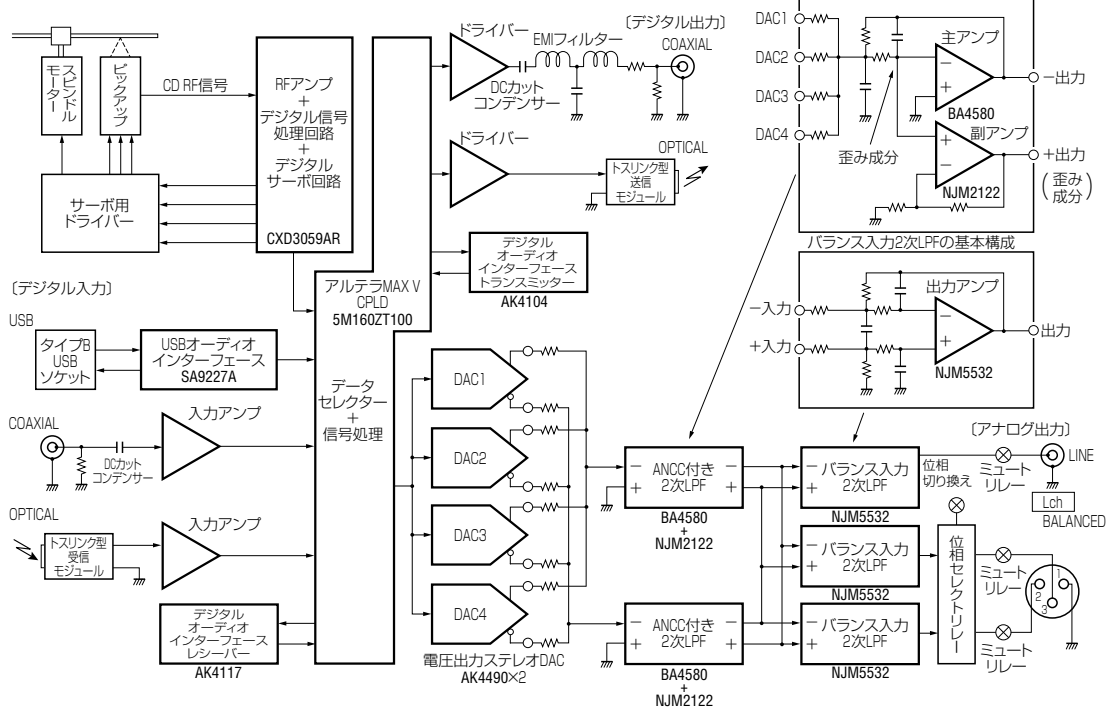 スピンドル
モーター
ピックアップ
CD RF信号
サーボ用
ドライバー
RFアンプ
+
デジタル信号
処理回路
+
デジタル
サーボ回路
CXD3059AR
〔デジタル入力〕
USB
タイプB
USB
ソケット
USBオーディオ
インターフェース
SA9227A
COAXIAL
DCカット
コンデンサー
入力アンプ
OPTICAL
トスリンク型
受信
モジュール
入力アンプ
デジタル
オーディオ
インターフェース
レシーバー
AK4117
アルテラMAX V
CPLD
5M160ZT100
データ
セレクター
+
信号処理
ドライバー
〔デジタル出力〕
EMIフィルター
COAXIAL
DCカット
コンデンサー
ドライバー
OPTICAL
トスリンク型
送信
モジュール
デジタル
オーディオ
インターフェース
トランスミッター
AK4104
DAC1
DAC2
DAC3
DAC4
電圧出力ステレオDAC
AK4490×2
DAC1
DAC2
DAC3
DAC4
−
+
主アンプ
BA4580
−出力
歪み成分
+
−
副アンプ
NJM2122
+出力
(歪み
成分)
バランス入力2次LPFの基本構成
−入力
+入力
−
+
出力アンプ
NJM5532
出力
− ANCC付き −
+ 2次LPF +
BA4580
+
NJM2122
− ANCC付き −
+ 2次LPF +
BA4580
+
NJM2122
− バランス入力
+ 2次LPF
NJM5532
− バランス入力
+ 2次LPF
NJM5532
− バランス入力
+ 2次LPF
NJM5532
〔アナログ出力〕
位相
切り換え
ミュート
リレー
LINE
Lch
BALANCED
位相セレクトリレー
ミュート
リレー
1
2
3
ミュート
リレー